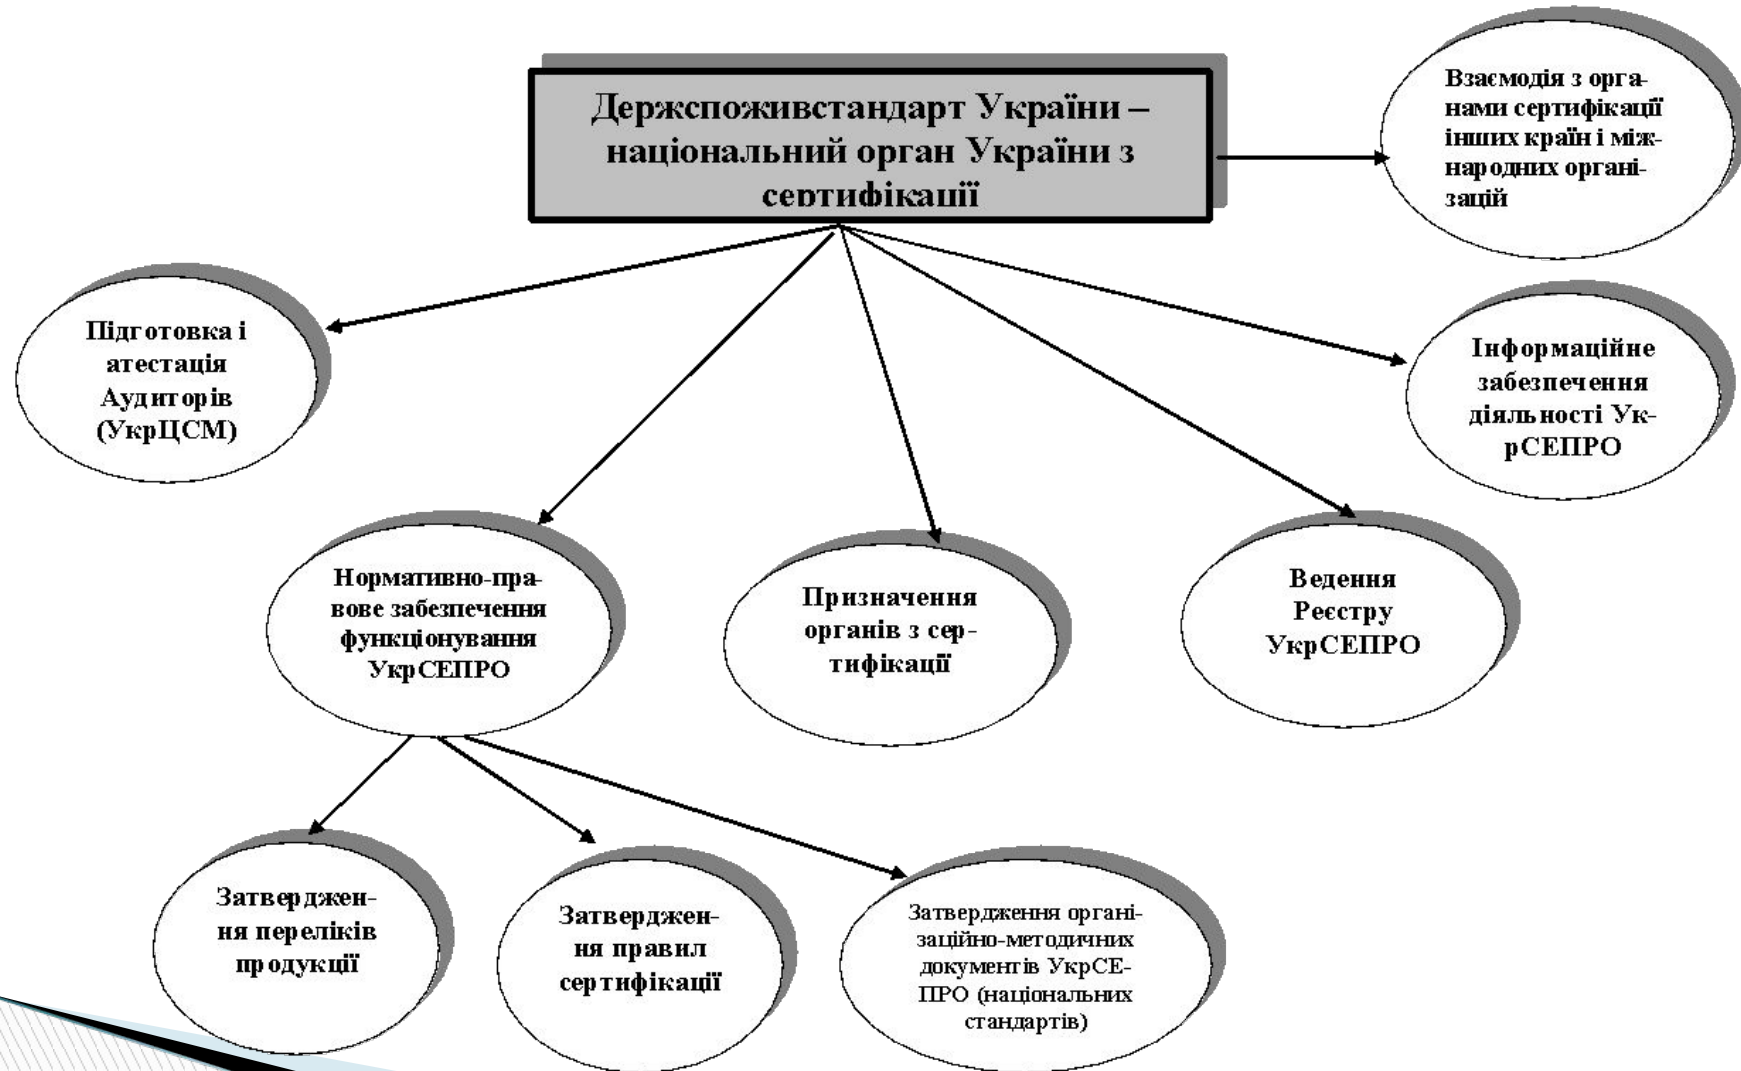 Держспоживстандарт України –
національний орган України з
сертифікації
Взаємодія з орга-
нами сертифікації
інших країн і між-
народних органі-
зацій
Підготовка і
атестація
Аудиторів
(УкрЦСМ)
Інформаційне
забезпечення
діяльності Ук-
рСЕПРО
Нормативно-пра-
вове забезпечення
функціонування
УкрСЕПРО
Призначення
органів з сер-
тифікації
Ведення
Реєстру
УкрСЕПРО
Затверджен-
ня переліків
продукції
Затверджен-
ня правил
сертифікації
Затвердження органі-
заційно-методичних
документів УкрСЕ-
ПРО (національних
стандартів)